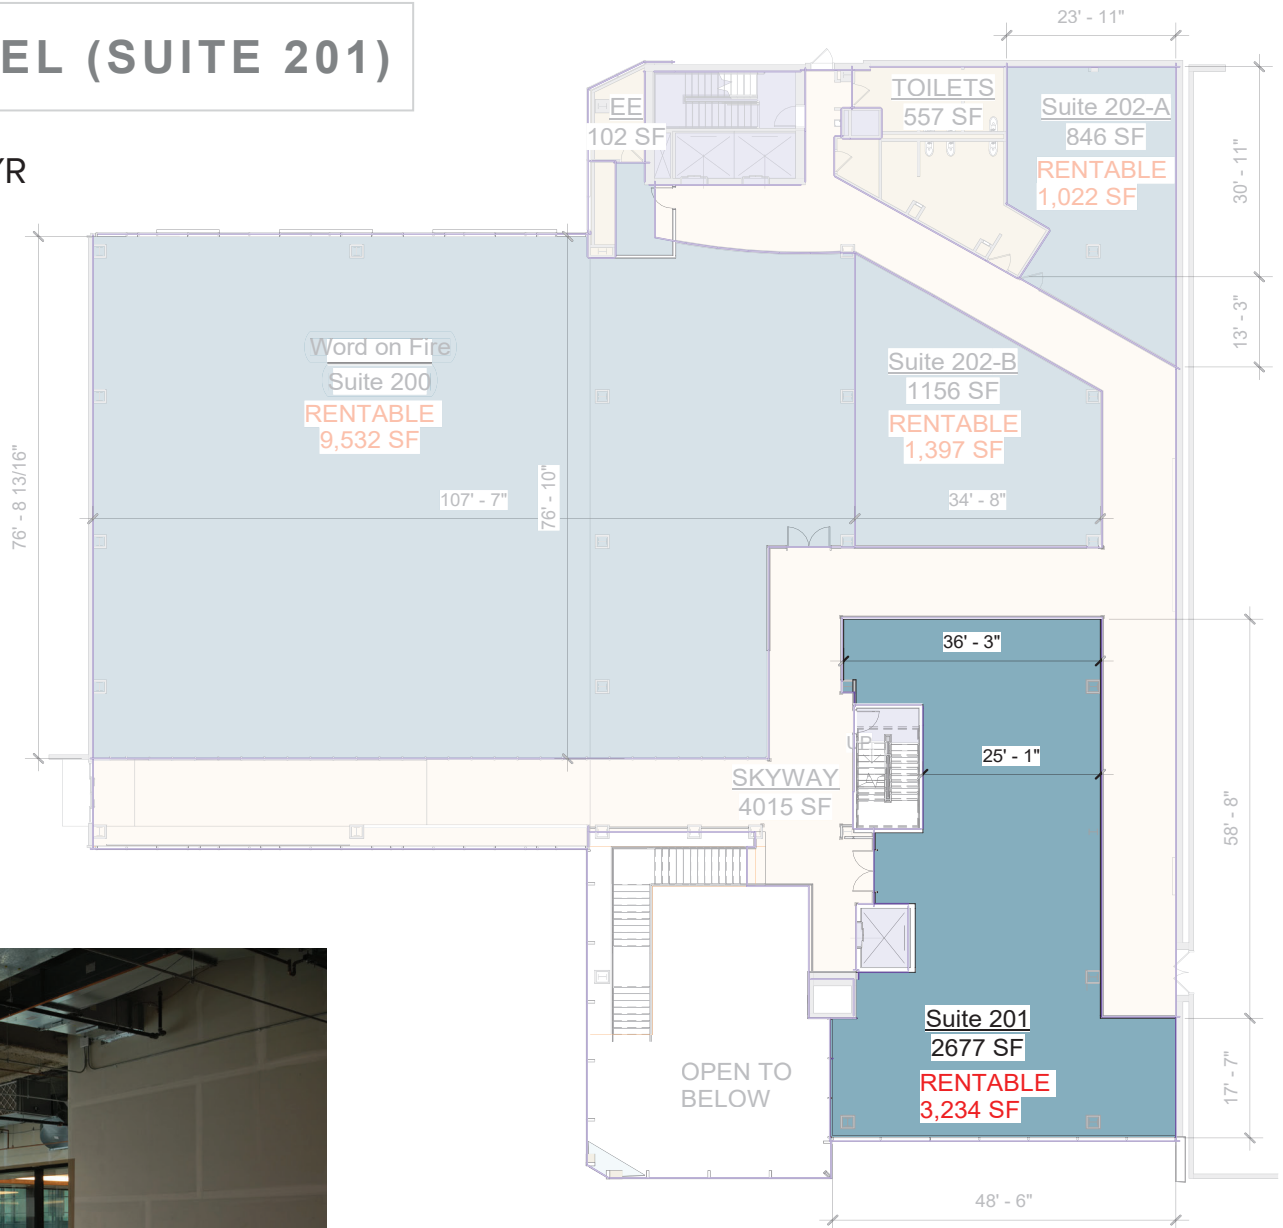 EL (SUITE 201)
YR
23' - 11"
EE
102 SF
TOILETS
557 SF
Suite 202-A
846 SF
RENTABLE
1,022 SF
30' - 11"
13' - 3"
Word on Fire
Suite 200
RENTABLE
9,532 SF
Suite 202-B
1156 SF
RENTABLE
1,397 SF
76' - 8 13/16"
107' - 7"
76' - 10"
34' - 8"
36' - 3"
UP
25' - 1"
SKYWAY
4015 SF
58' - 8"
Suite 201
2677 SF
RENTABLE
3,234 SF
OPEN TO
BELOW
17' - 7"
48' - 6"